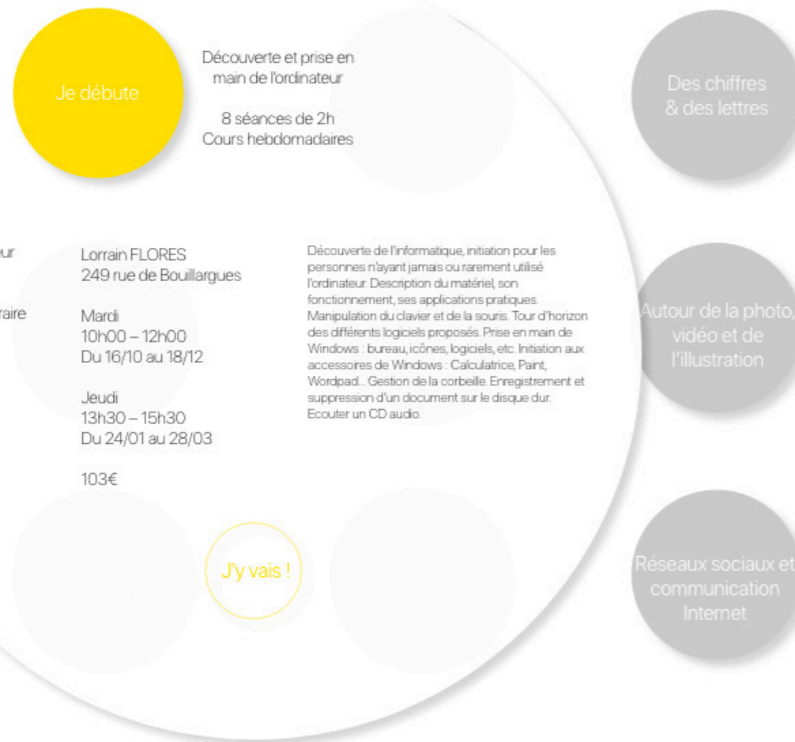 Je débute
Découverte et prise en
main de l'ordinateur
8 séances de 2h
Cours hebdomadaires
Des chiffres
& des lettres
Lorrain FLORES
249 rue de Bouillargues
Mardi
10h00 – 12h00
Du 16/10 au 18/12
Jeudi
13h30 – 15h30
Du 24/01 au 28/03
103€
Découverte de l'informatique, initiation pour les
personnes n'ayant jamais ou rarement utilisé
l'ordinateur. Description du matériel, son
fonctionnement, ses applications pratiques.
Manipulation du clavier et de la souris. Tour d'horizon
des différents logiciels proposés. Prise en main de
Windows : bureau, icônes, logiciels, etc. Initiation aux
accessoires de Windows : Calculatrice, Paint,
Wordpad... Gestion de la corbeille. Enregistrement et
suppression d'un document sur le disque dur.
Ecouter un CD audio.
Autour de la photo,
vidéo et de
l'illustration
J'y vais !
Réseaux sociaux et
communication
Internet